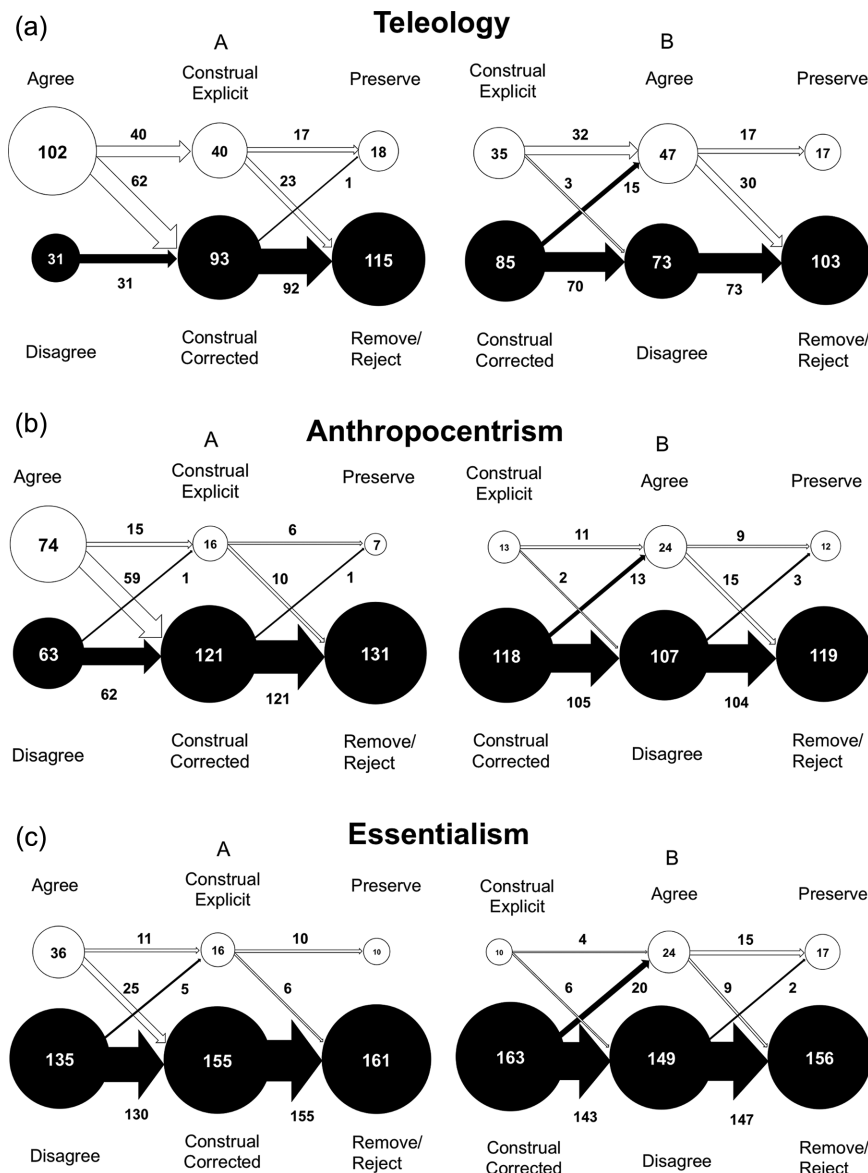 (a)
Teleology
A
B
Agree
Construal
Explicit
Preserve
Construal
Explicit
Agree
Preserve
102
40
40
17
18
62
23
1
31
31
93
92
115
35
32
47
17
17
3
15
30
85
70
73
73
103
Disagree
Construal
Corrected
Remove/
Reject
Construal
Corrected
Disagree
Remove/
Reject
(b)
Anthropocentrism
A
B
Agree
Construal
Explicit
Preserve
Construal
Explicit
Agree
Preserve
74
15
16
6
7
59
1
10
1
63
62
121
121
131
13
11
24
9
12
2
13
15
3
118
105
107
104
119
Disagree
Construal
Corrected
Remove/
Reject
Construal
Corrected
Disagree
Remove/
Reject
(c)
Essentialism
A
B
Agree
Construal
Explicit
Preserve
Construal
Explicit
Agree
Preserve
36
11
16
10
10
25
5
6
135
130
155
155
161
10
4
24
15
17
6
20
9
2
163
143
149
147
156
Disagree
Construal
Corrected
Remove/
Reject
Construal
Corrected
Disagree
Remove/
Reject